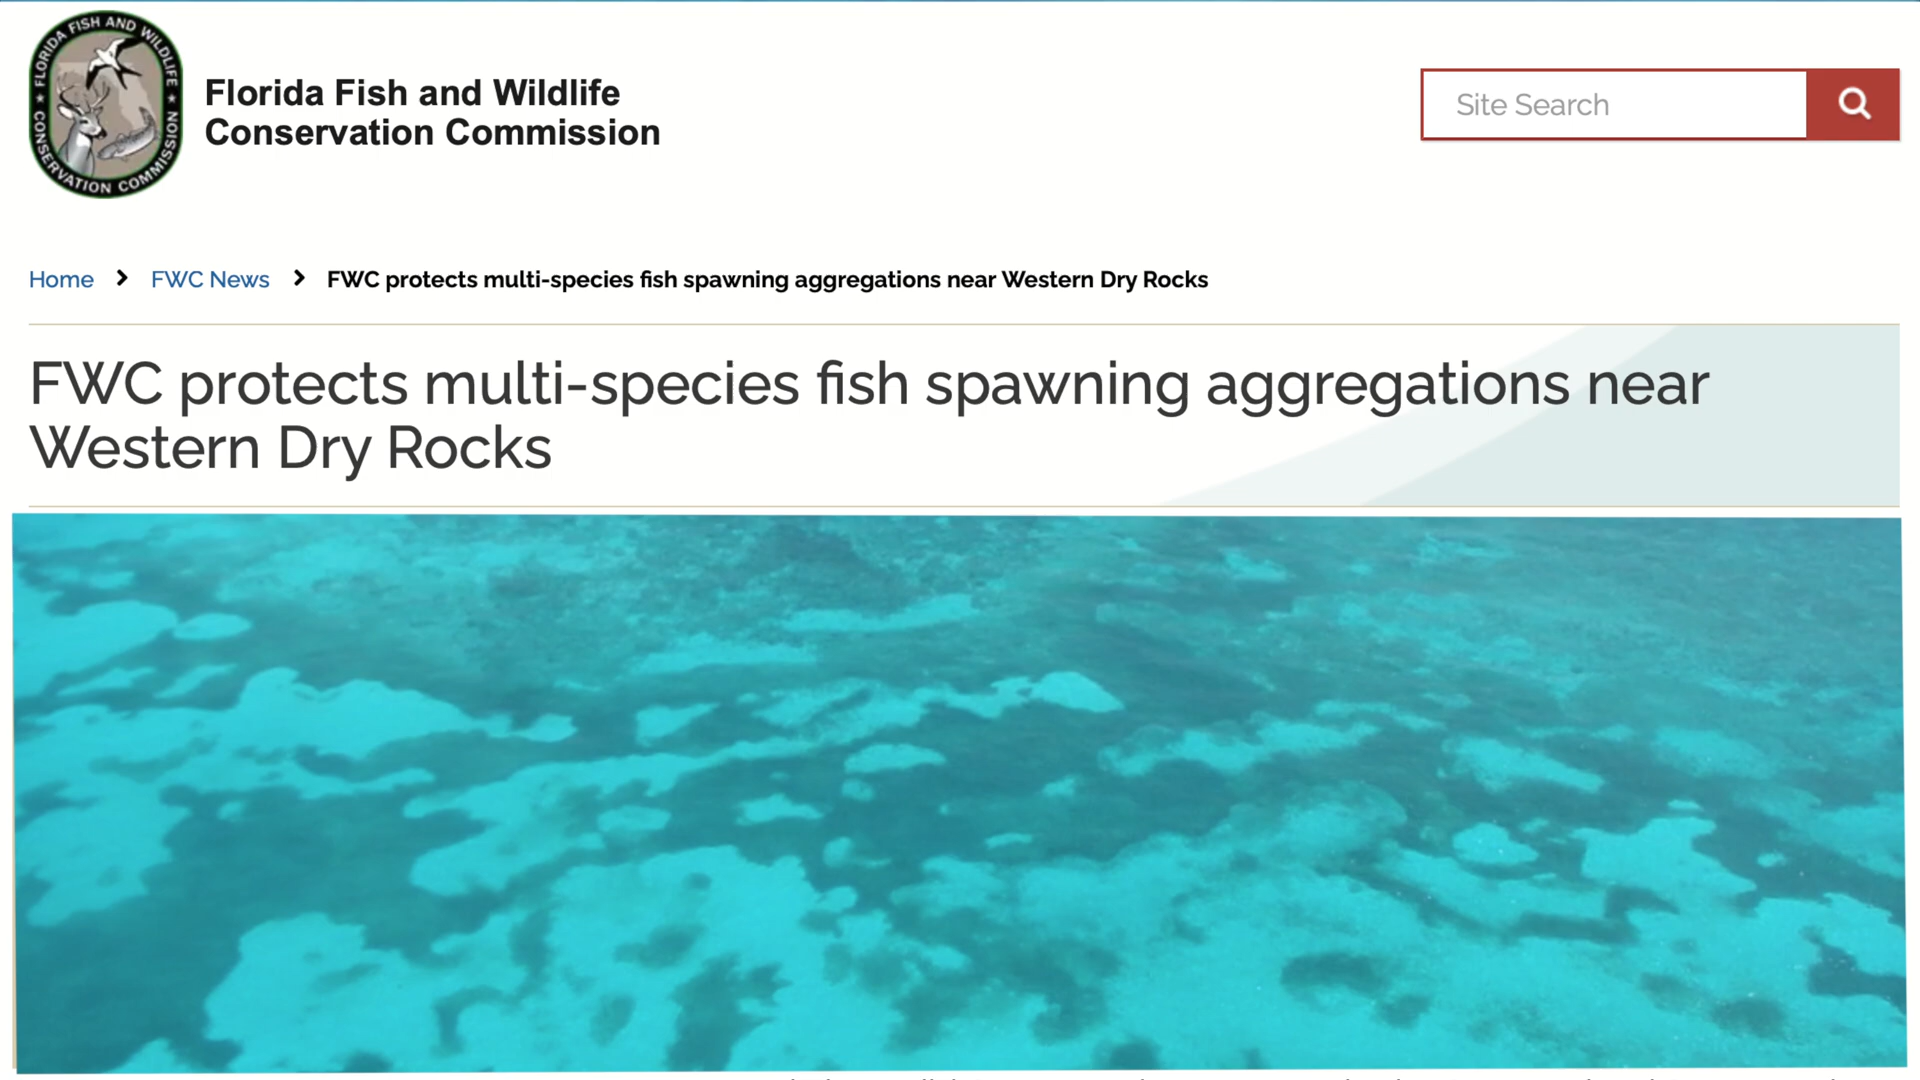 FLORIDA FISH AND WILDLIFE
CONSERVATION COMMISSION
Florida Fish and Wildlife
Conservation Commission
Site Search
Home FWC News FWC protects multi-species fish spawning aggregations near Western Dry Rocks
FWC protects multi-species fish spawning aggregations near
Western Dry Rocks